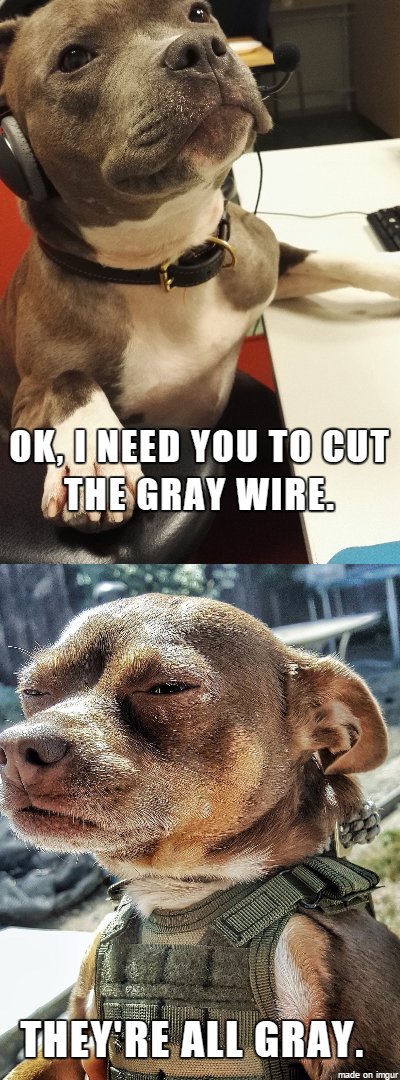 OK, I NEED YOU TO CUT
THE GRAY WIRE.
THEY'RE ALL GRAY.
made on imgur